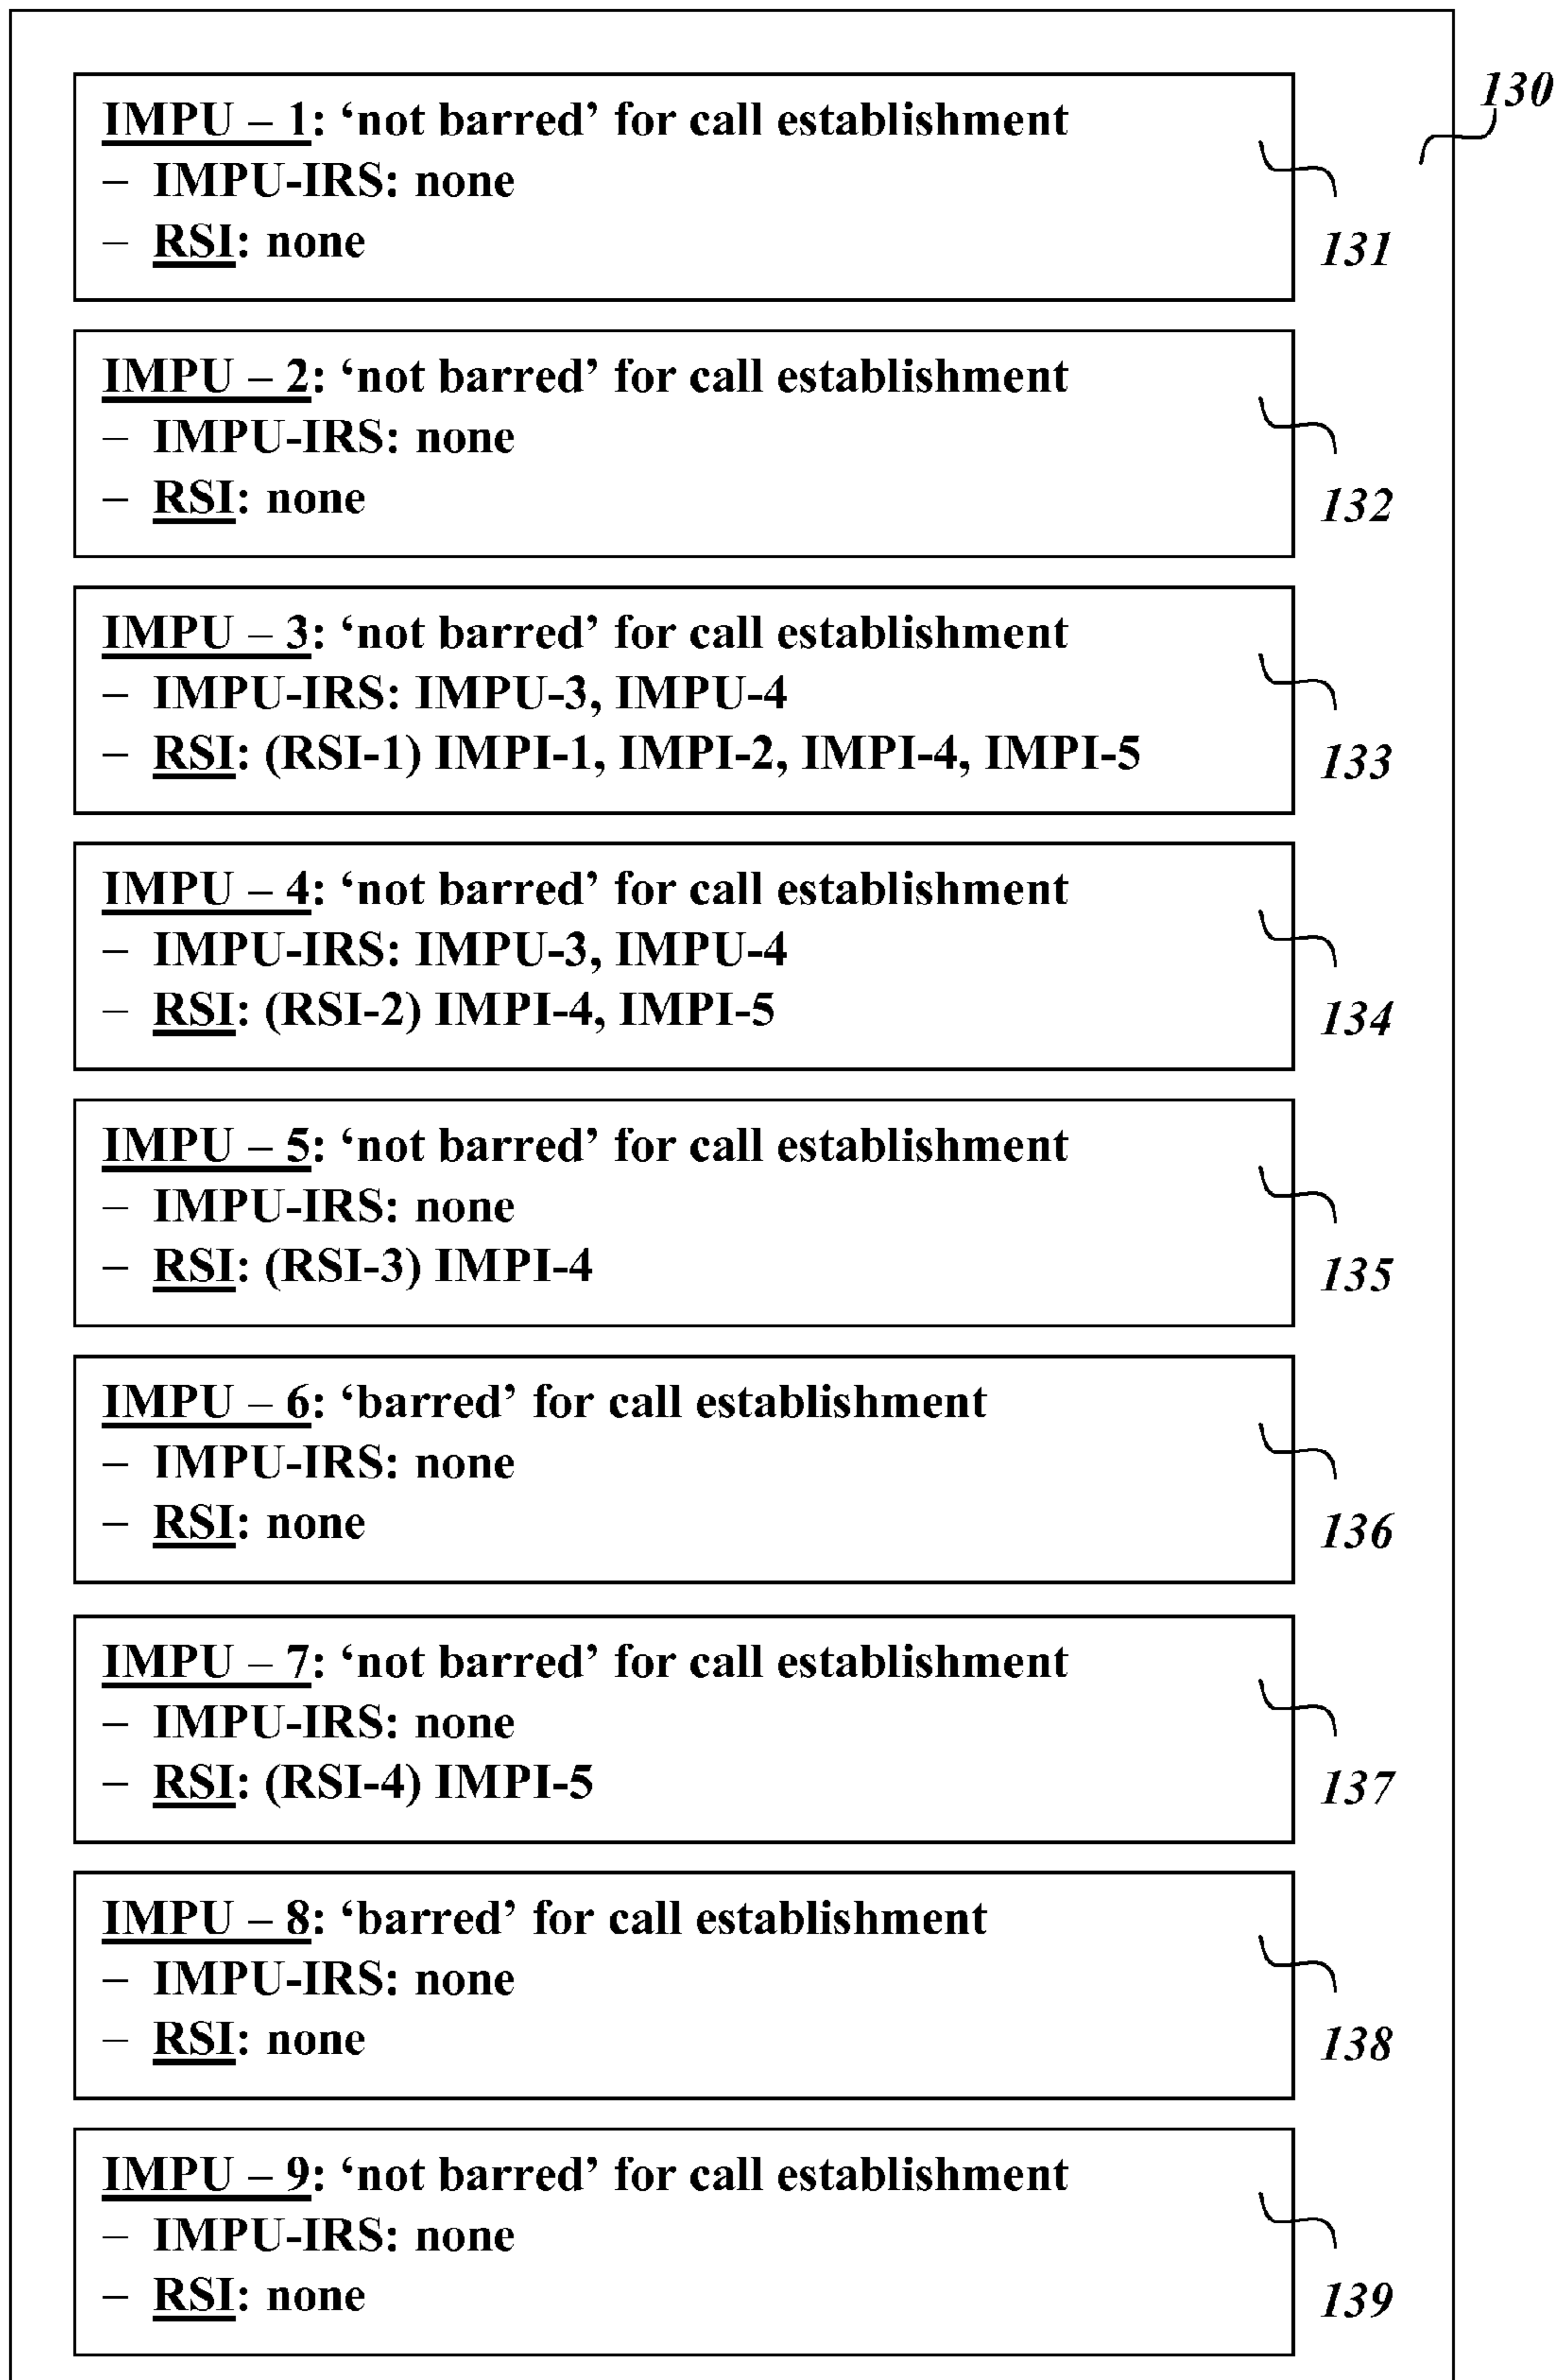 130
IMPU – 1: ‘not barred’ for call establishment
– IMPU-IRS: none
– RSI: none
131
IMPU – 2: ‘not barred’ for call establishment
– IMPU-IRS: none
– RSI: none
132
IMPU – 3: ‘not barred’ for call establishment
– IMPU-IRS: IMPU-3, IMPU-4
– RSI: (RSI-1) IMPI-1, IMPI-2, IMPI-4, IMPI-5
133
IMPU – 4: ‘not barred’ for call establishment
– IMPU-IRS: IMPU-3, IMPU-4
– RSI: (RSI-2) IMPI-4, IMPI-5
134
IMPU – 5: ‘not barred’ for call establishment
– IMPU-IRS: none
– RSI: (RSI-3) IMPI-4
135
IMPU – 6: ‘barred’ for call establishment
– IMPU-IRS: none
– RSI: none
136
IMPU – 7: ‘not barred’ for call establishment
– IMPU-IRS: none
– RSI: (RSI-4) IMPI-5
137
IMPU – 8: ‘barred’ for call establishment
– IMPU-IRS: none
– RSI: none
138
IMPU – 9: ‘not barred’ for call establishment
– IMPU-IRS: none
– RSI: none
139